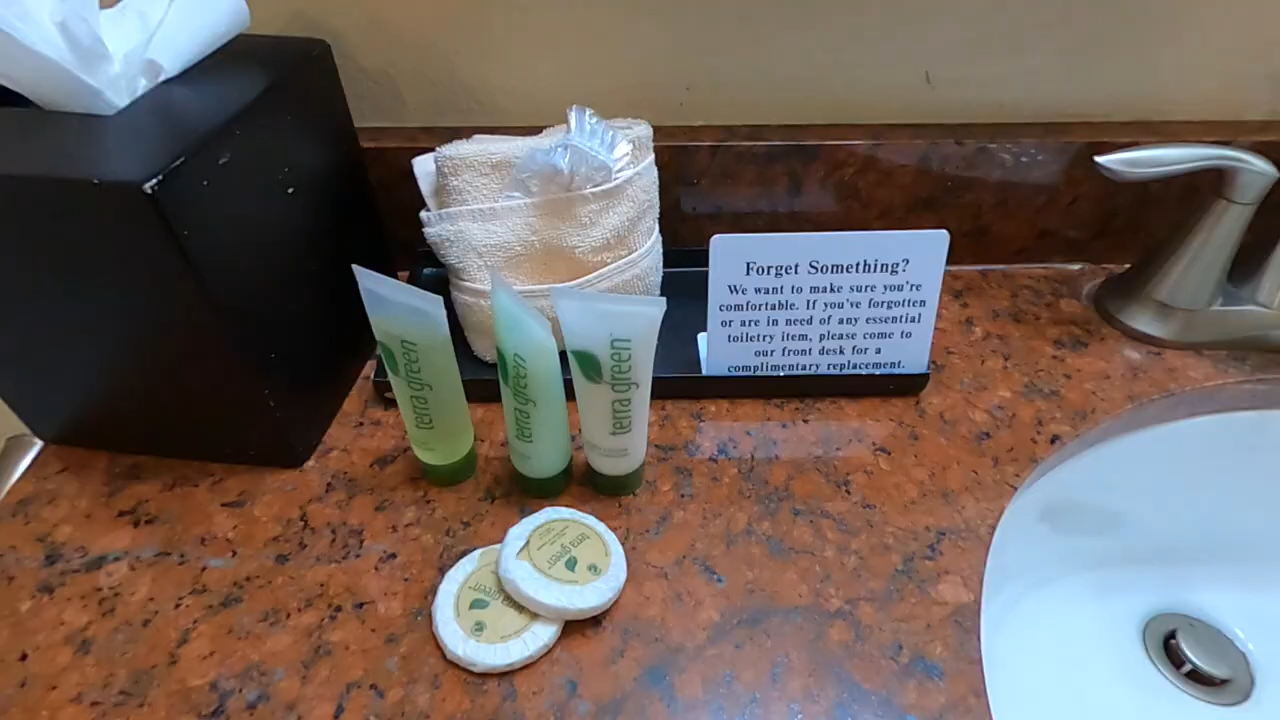 Forget Something?
We want to make sure you're
comfortable. If you've forgotten
or are in need of any essential
toiletry item, please come to
our front desk for a
complimentary replacement.
terra green
terra green
terra green
terra green
terra green